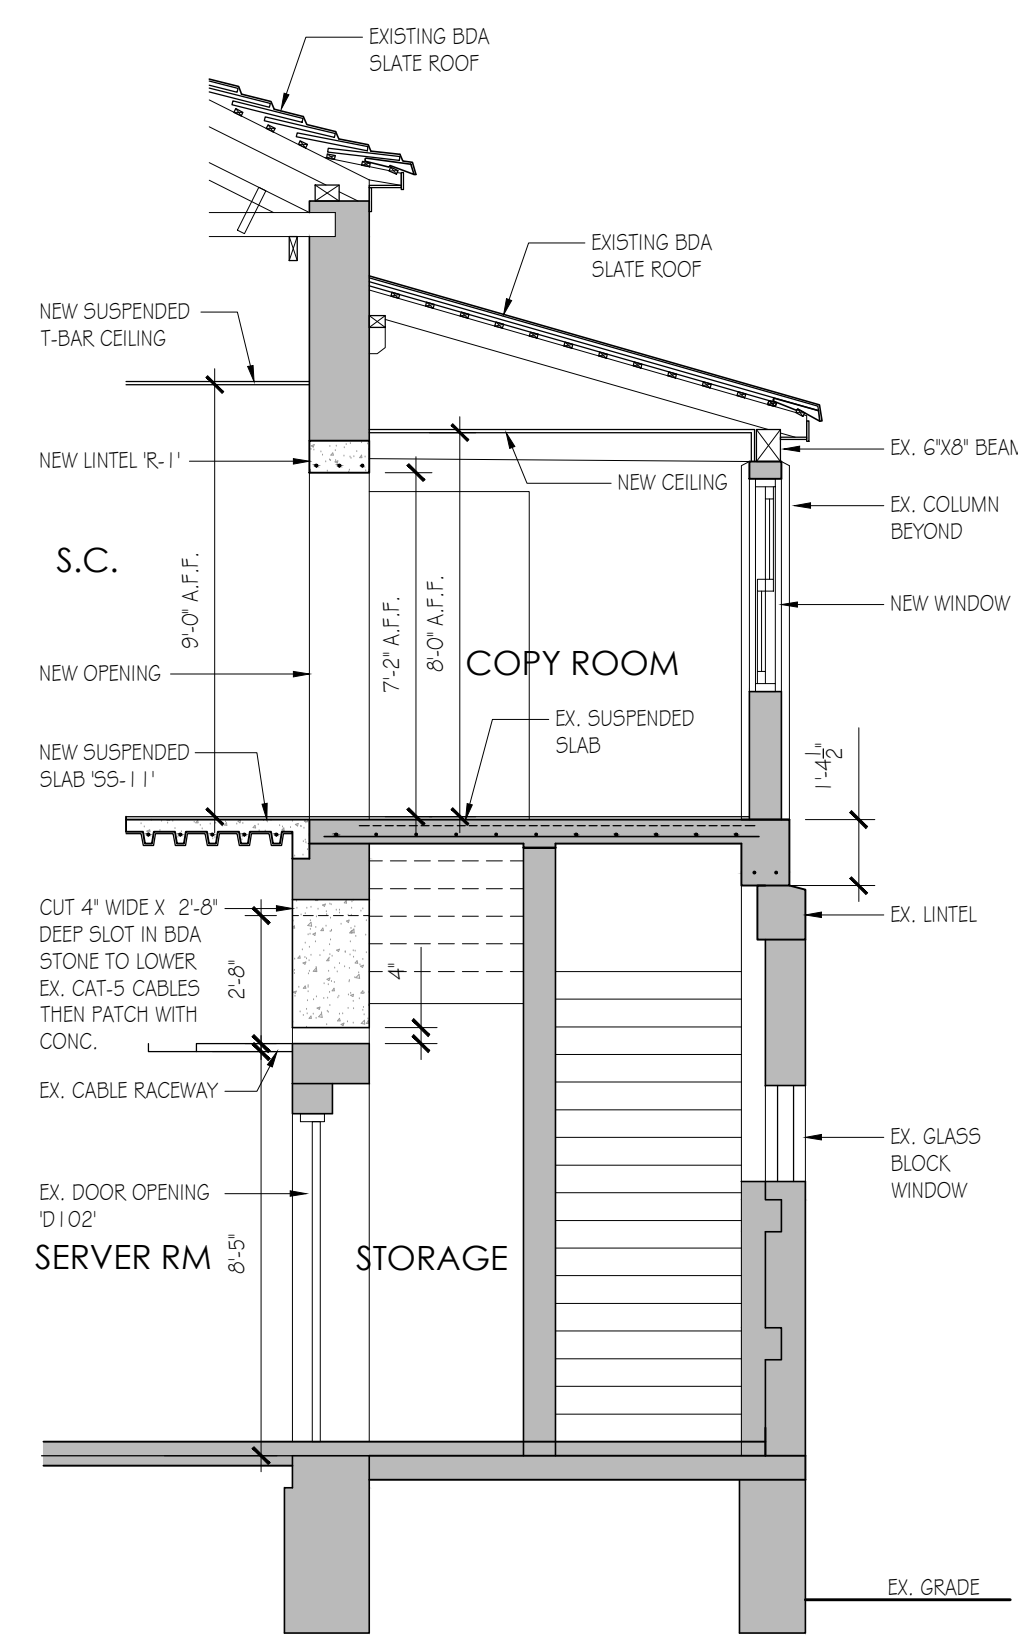 EXISTING BDA
SLATE ROOF
EXISTING BDA
SLATE ROOF
NEW SUSPENDED
T-BAR CEILING
NEW LINTEL 'R-1'
EX. 6"X8" BEAM
NEW CEILING
EX. COLUMN
BEYOND
S.C.
9'-0" A.F.F.
7'-2" A.F.F.
8'-0" A.F.F.
NEW WINDOW
COPY ROOM
NEW OPENING
EX. SUSPENDED
SLAB
NEW SUSPENDED
SLAB 'SS-11'
1'-4½"
CUT 4" WIDE X 2'-8"
DEEP SLOT IN BDA
STONE TO LOWER
EX. CAT-5 CABLES
THEN PATCH WITH
CONC.
2'-8"
4"
EX. LINTEL
EX. CABLE RACEWAY
EX. GLASS
BLOCK
WINDOW
EX. DOOR OPENING
'D102'
SERVER RM
8'-5"
STORAGE
EX. GRADE